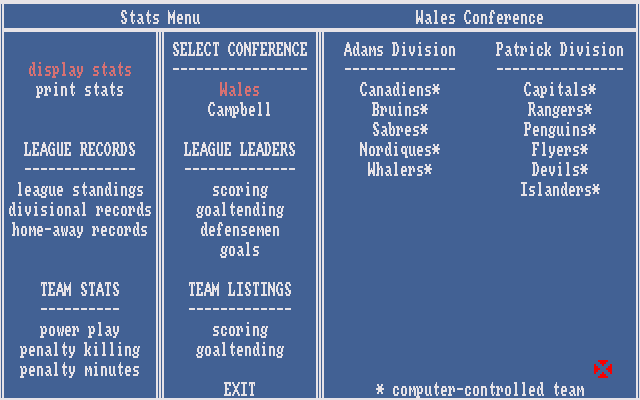 Stats Menu
Wales Conference
display stats
print stats
LEAGUE RECORDS
--------------
league standings
divisional records
home-away records
TEAM STATS
----------
power play
penalty killing
penalty minutes
SELECT CONFERENCE
-----------------
Wales
Campbell
LEAGUE LEADERS
--------------
scoring
goaltending
defensemen
goals
TEAM LISTINGS
-------------
scoring
goaltending
EXIT
Adams Division
--------------
Canadiens*
Bruins*
Sabres*
Nordiques*
Whalers*
Patrick Division
----------------
Capitals*
Rangers*
Penguins*
Flyers*
Devils*
Islanders*
* computer-controlled team